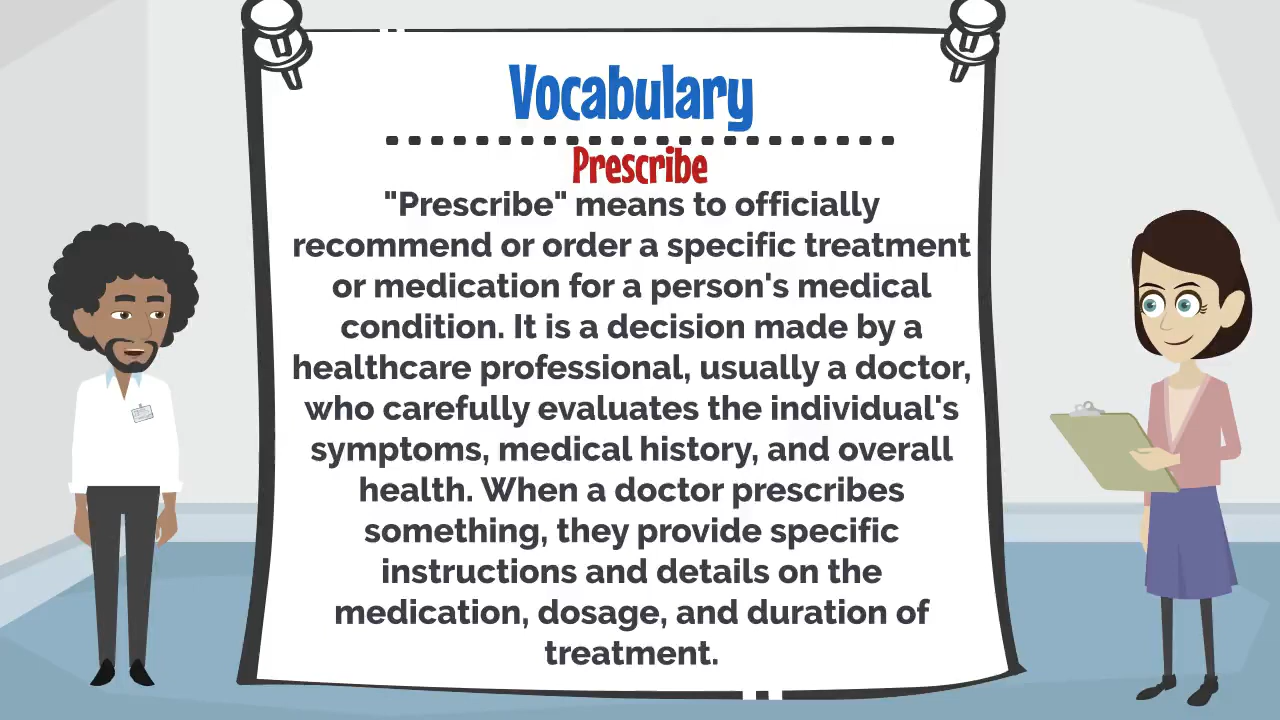 Vocabulary
Prescribe
"Prescribe" means to officially
recommend or order a specific treatment
or medication for a person's medical
condition. It is a decision made by a
healthcare professional, usually a doctor,
who carefully evaluates the individual's
symptoms, medical history, and overall
health. When a doctor prescribes
something, they provide specific
instructions and details on the
medication, dosage, and duration of
treatment.